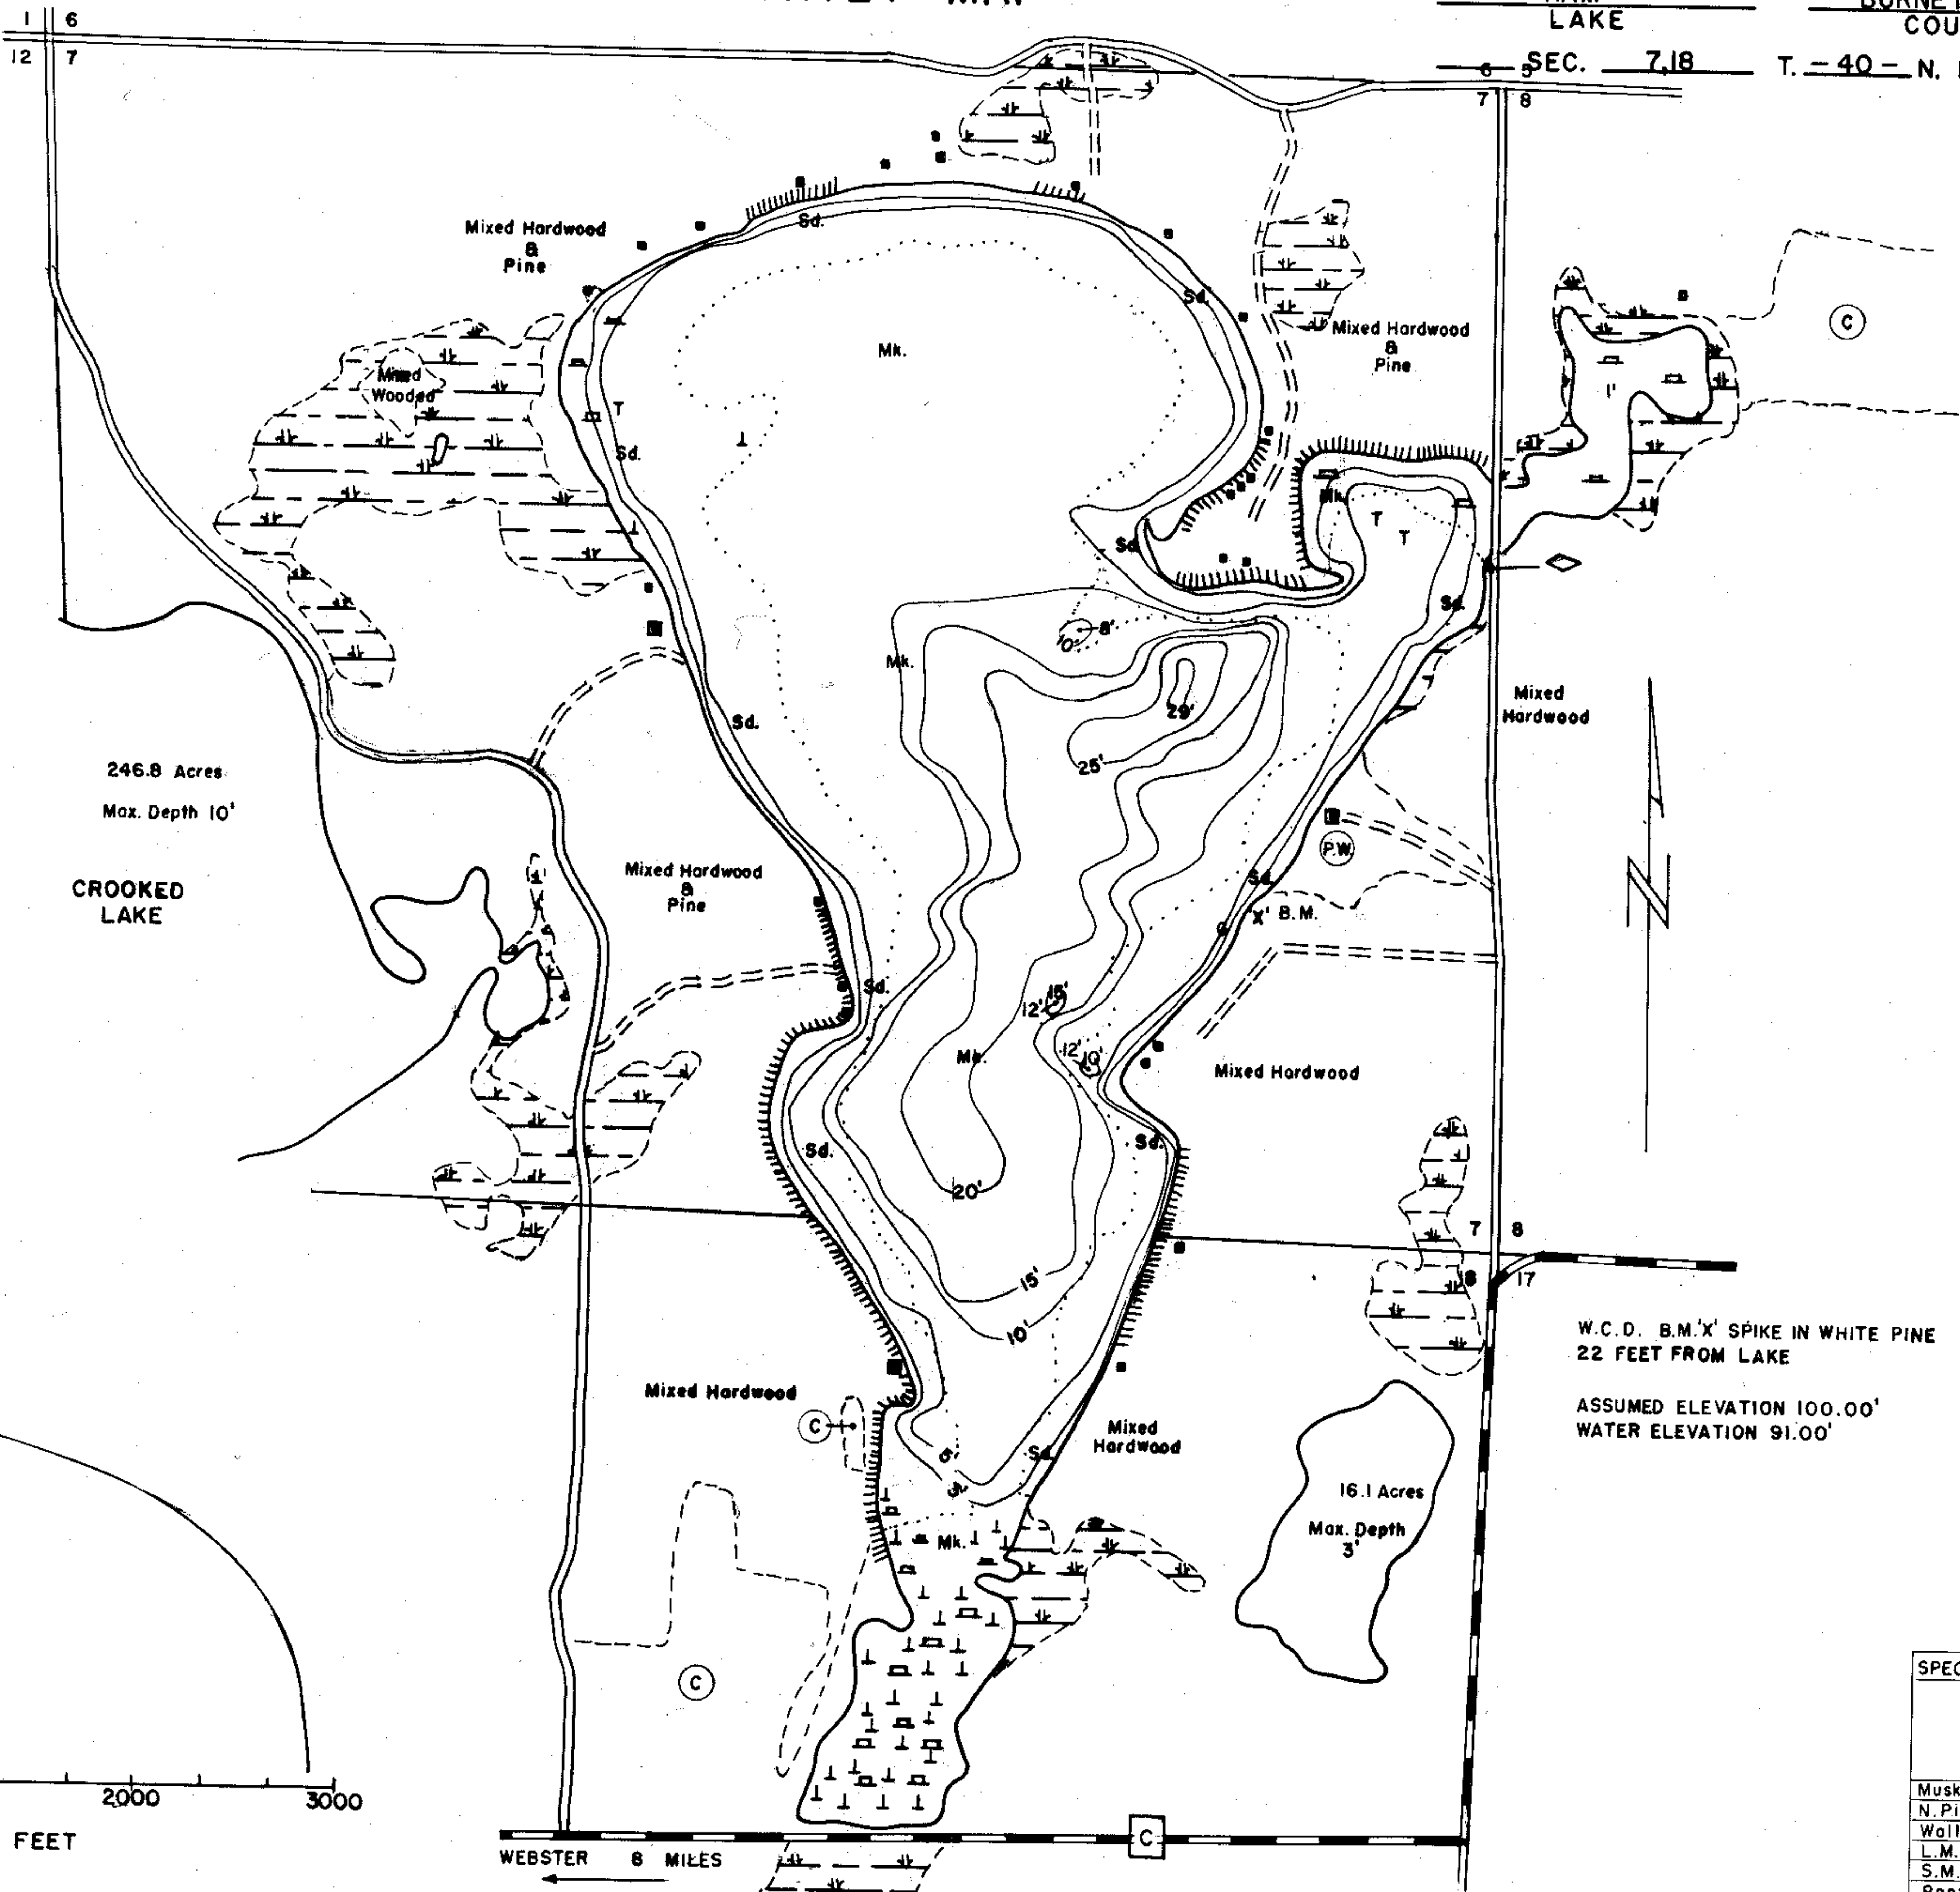 LAKE
SEC. 7,18 T. - 40 - N.
1 6
12 7
6 5
7 8
Mixed Hardwood
&
Pine
Sd.
Sd.
Mk.
Mixed Hardwood
&
Pine
C
Mixed
Wooded
1'
T
Sd.
Mk.
T
T
Sd.
Sd.
8'
10'
Mk.
29'
Mixed
Hardwood
Sd.
25'
246.8 Acres
Max. Depth 10'
CROOKED
LAKE
P.W.
Mixed Hardwood
&
Pine
Sd.
'X' B.M.
N
Sd.
15'
12'
12'
10'
Mk.
Mixed Hardwood
Sd.
Sd.
20'
7 8
8 17
15'
10'
W.C.D. B.M.'X' SPIKE IN WHITE PINE
22 FEET FROM LAKE
ASSUMED ELEVATION 100.00'
WATER ELEVATION 91.00'
Mixed Hardwood
C
Mixed
Hardwood
5'
Sd.
3'
16.1 Acres
Max. Depth
3'
Mk.
C
2000 3000
FEET
C
WEBSTER 8 MILES